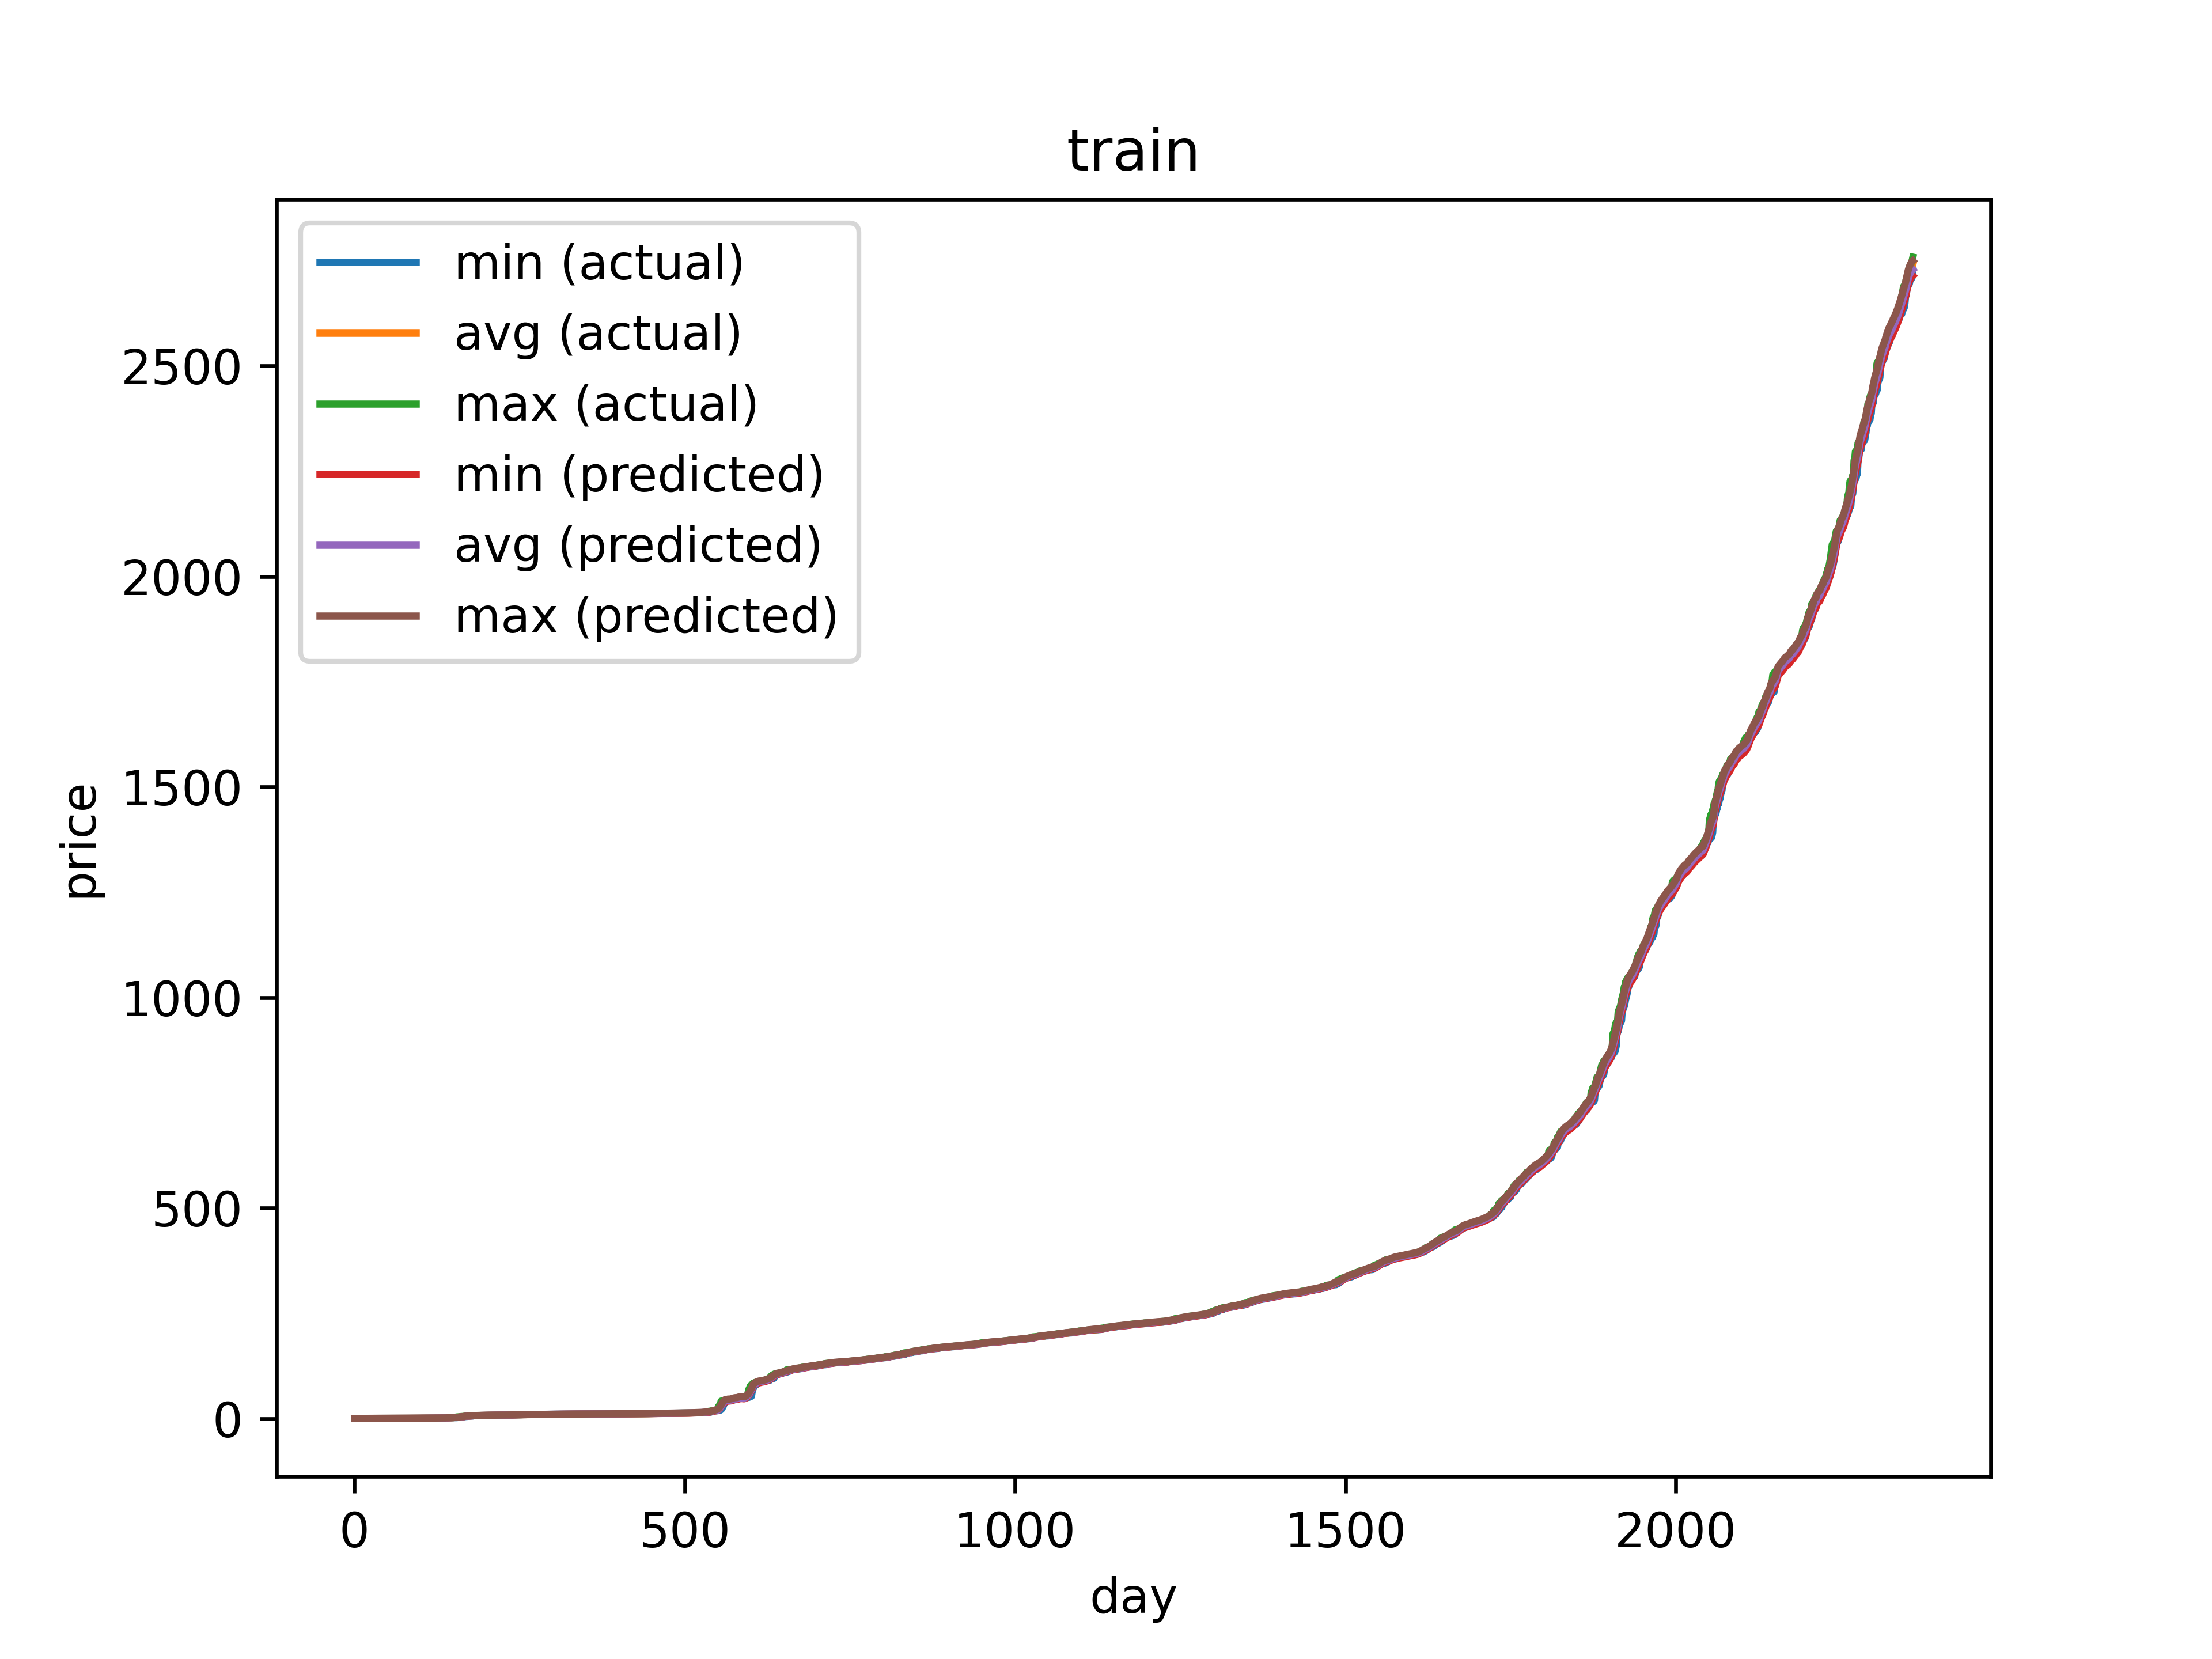 train
min (actual)
avg (actual)
max (actual)
min (predicted)
avg (predicted)
max (predicted)
2500
2000
1500
1000
500
0
price
0 500 1000 1500 2000
day